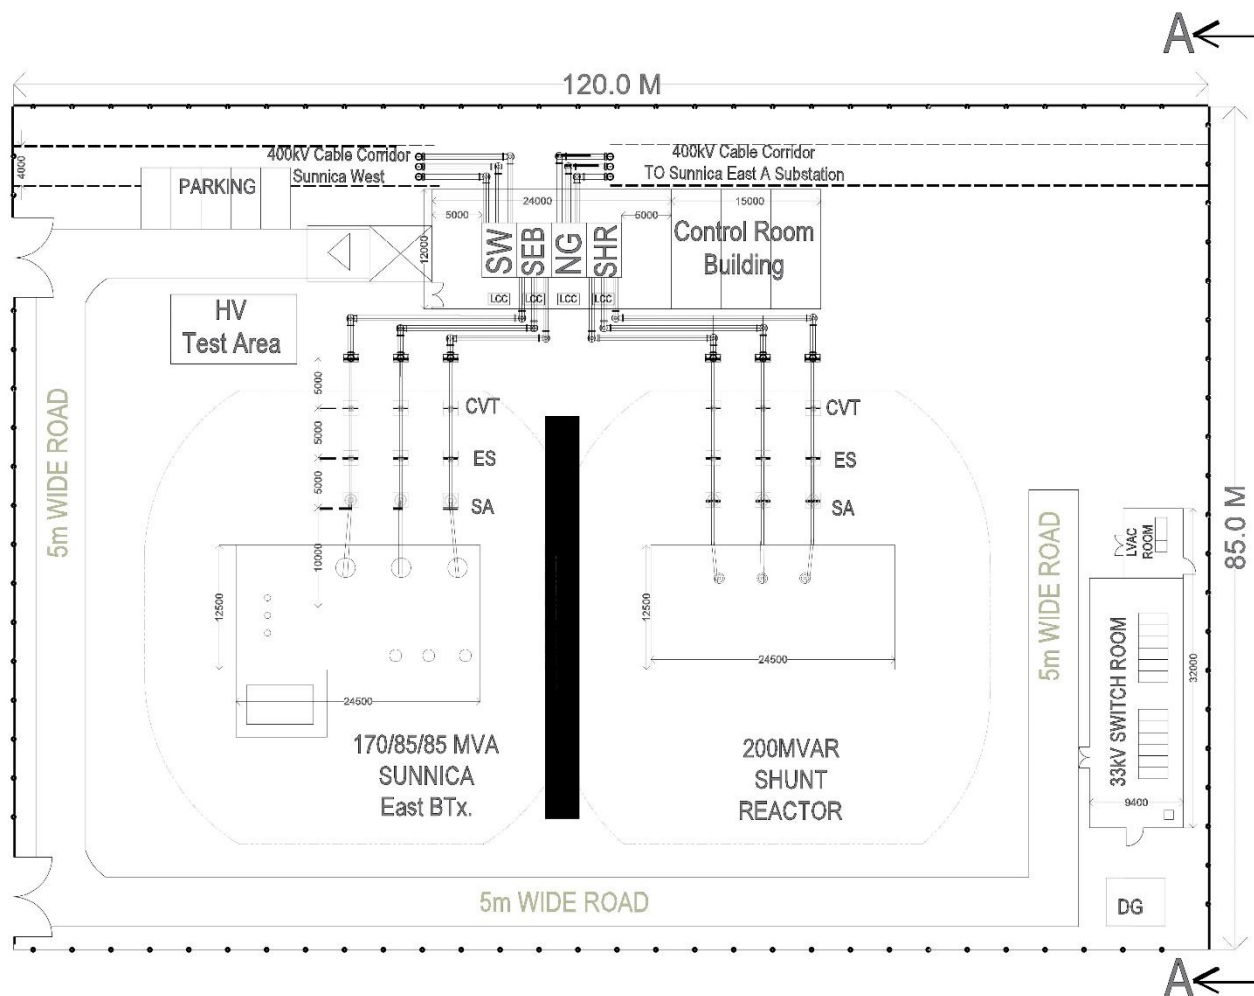 A
120.0 M
400kV Cable Corridor
Sunnica West
400kV Cable Corridor
TO Sunnica East A Substation
4000
PARKING
24000
15000
5000
5000
12000
SW
SEB
NG
SHR
Control Room
Building
LCC
LCC
LCC
LCC
HV
Test Area
5000
CVT
CVT
5000
ES
ES
5000
SA
SA
5m WIDE ROAD
10000
12500
12500
24500
24500
170/85/85 MVA
SUNNICA
East BTx.
200MVAR
SHUNT
REACTOR
5m WIDE ROAD
LVAC
ROOM
85.0 M
33kV SWITCH ROOM
32000
9400
5m WIDE ROAD
DG
A